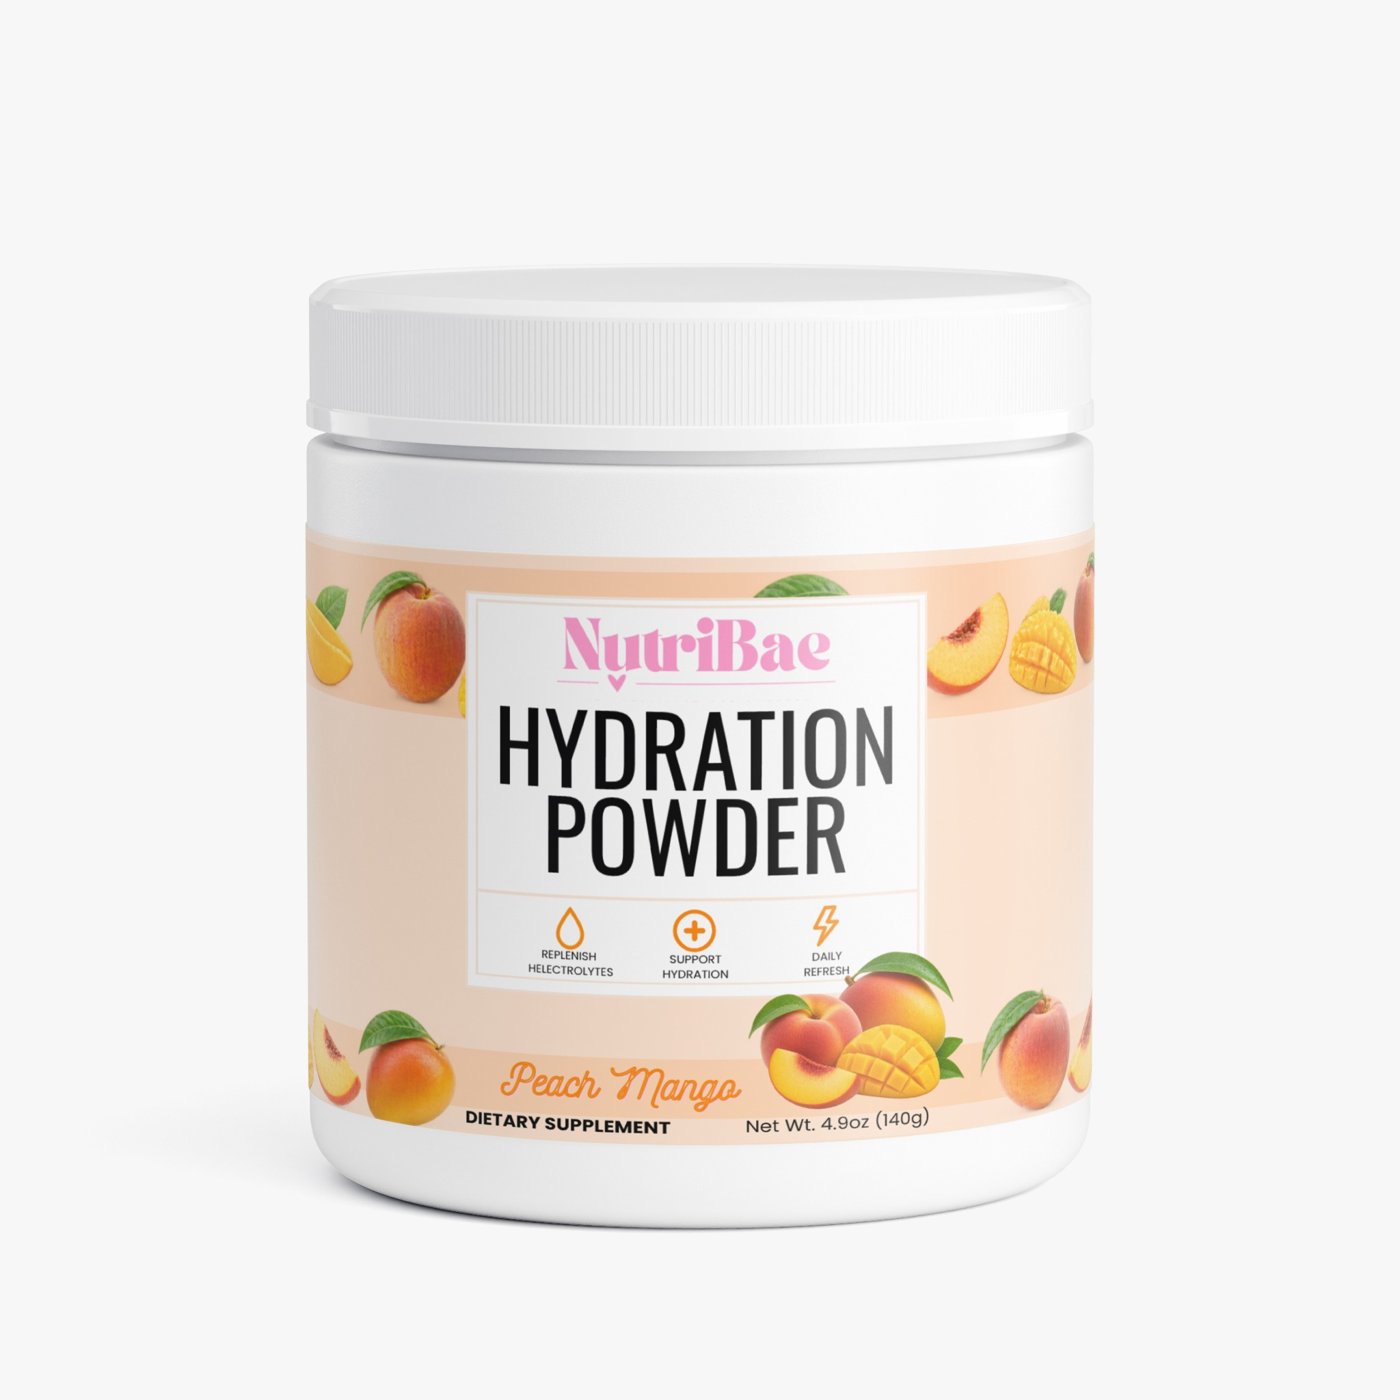 NutriBae
HYDRATION
POWDER
REPLENISH
HELECTROLYTES
SUPPORT
HYDRATION
DAILY
REFRESH
Peach Mango
DIETARY SUPPLEMENT
Net Wt. 4.9oz (140g)